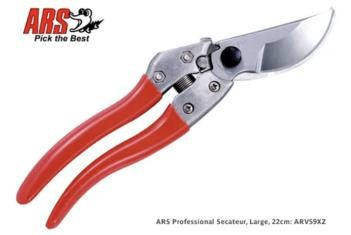 ARS
Pick the Best
ARS Professional Secateur, Large, 22cm: ARVS9XZ